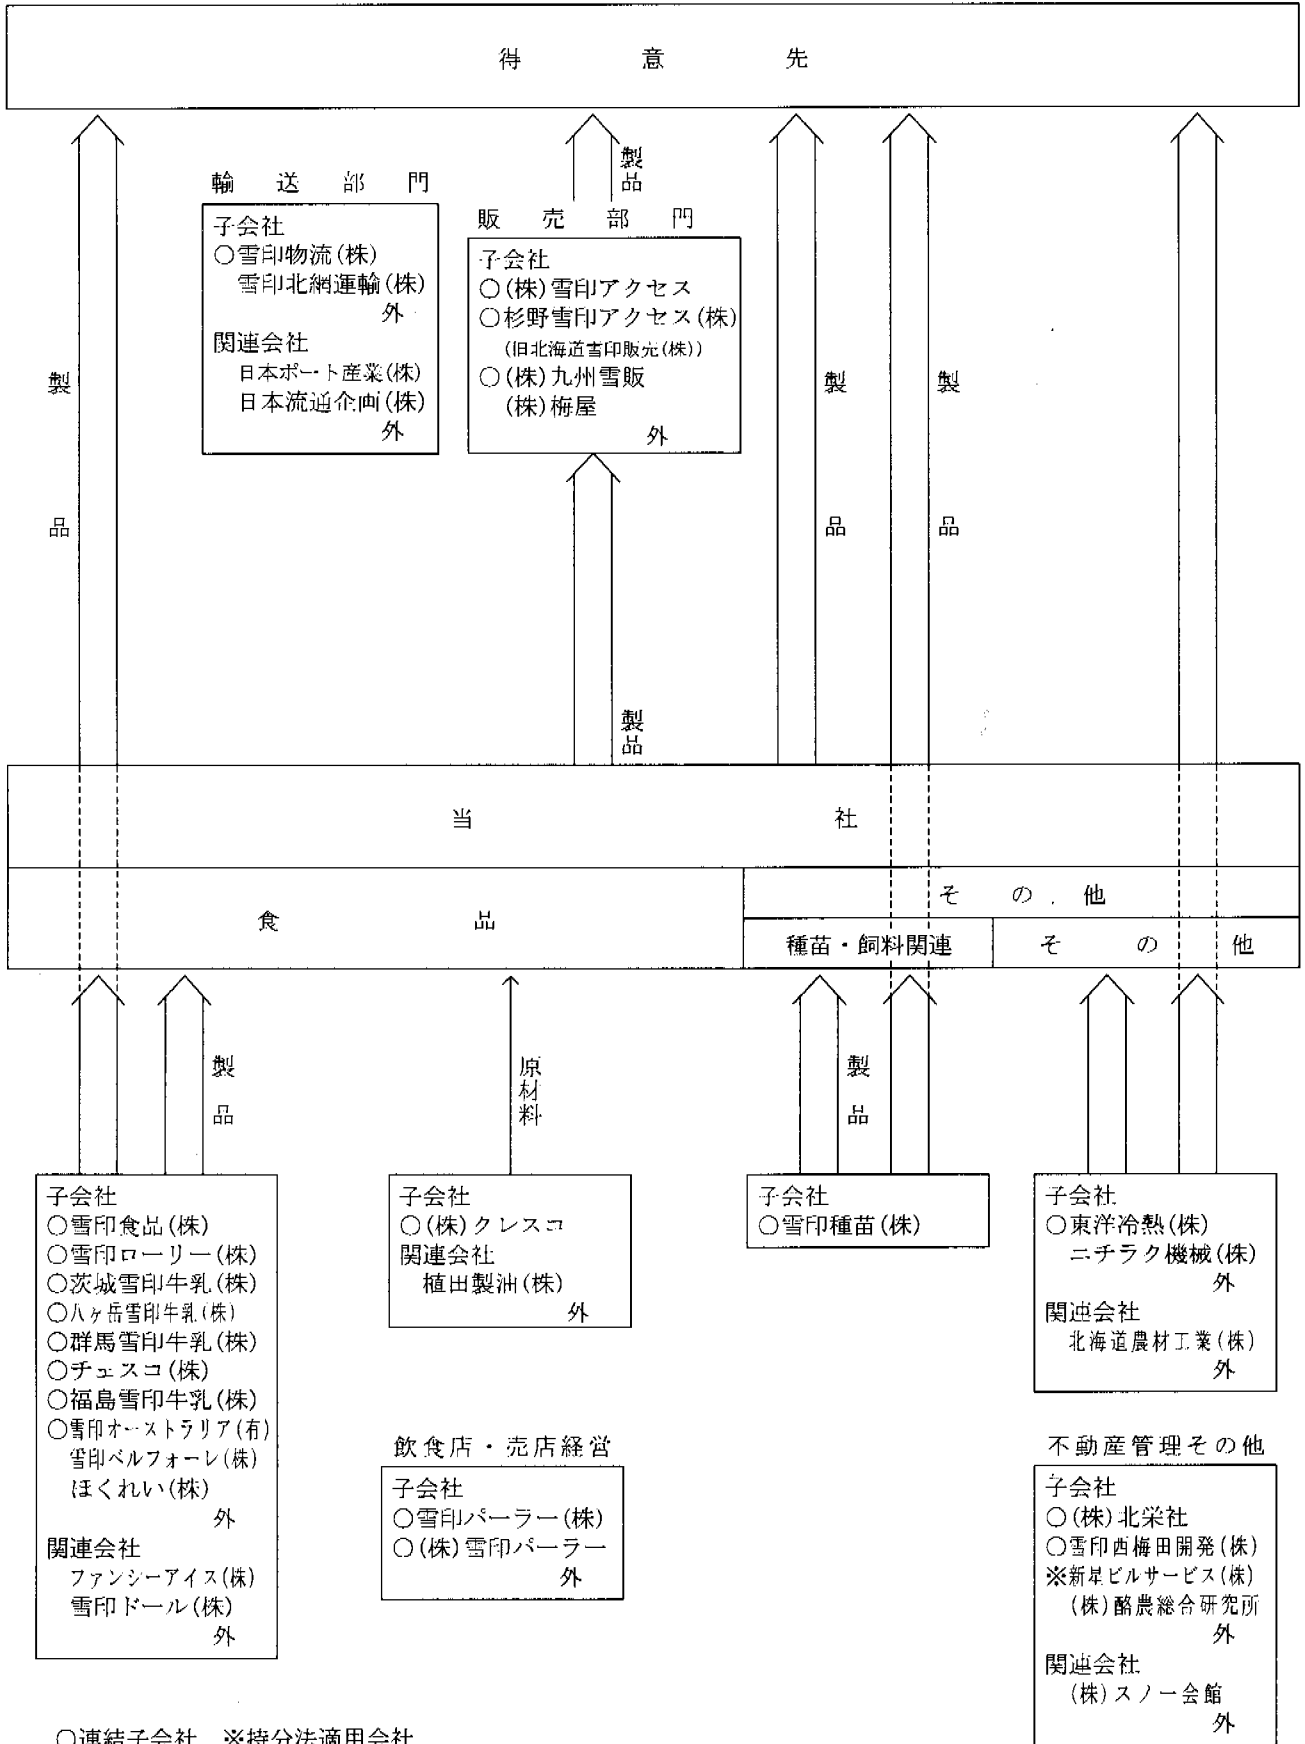 得意先
製品
輸送部門
子会社
○雪印物流(株)
雪印北網運輸(株)
外
関連会社
日本ポート産業(株)
日本流通企画(株)
外
製品
販売部門
子会社
○(株)雪印アクセス
○杉野雪印アクセス(株)
(旧北海道雪印販売(株))
○(株)九州雪販
(株)梅屋
外
製品
製品
製品
当社
食品
その他
種苗・飼料関連
その他
製品
原材料
製品
子会社
○雪印食品(株)
○雪印ローリー(株)
○茨城雪印牛乳(株)
○八ヶ岳雪印牛乳(株)
○群馬雪印牛乳(株)
○チェスコ(株)
○福島雪印牛乳(株)
○雪印オーストラリア(有)
雪印ベルフォーレ(株)
ほくれい(株)
外
関連会社
ファンシーアイス(株)
雪印ドール(株)
外
子会社
○(株)クレスコ
関連会社
植田製油(株)
外
飲食店・売店経営
子会社
○雪印パーラー(株)
○(株)雪印パーラー
外
子会社
○雪印種苗(株)
子会社
○東洋冷熱(株)
ニチラク機械(株)
外
関連会社
北海道農材工業(株)
外
不動産管理その他
子会社
○(株)北栄社
○雪印西梅田開発(株)
※新星ビルサービス(株)
(株)酪農総合研究所
外
関連会社
(株)スノー会館
外
○連結子会社 ※持分法適用会社